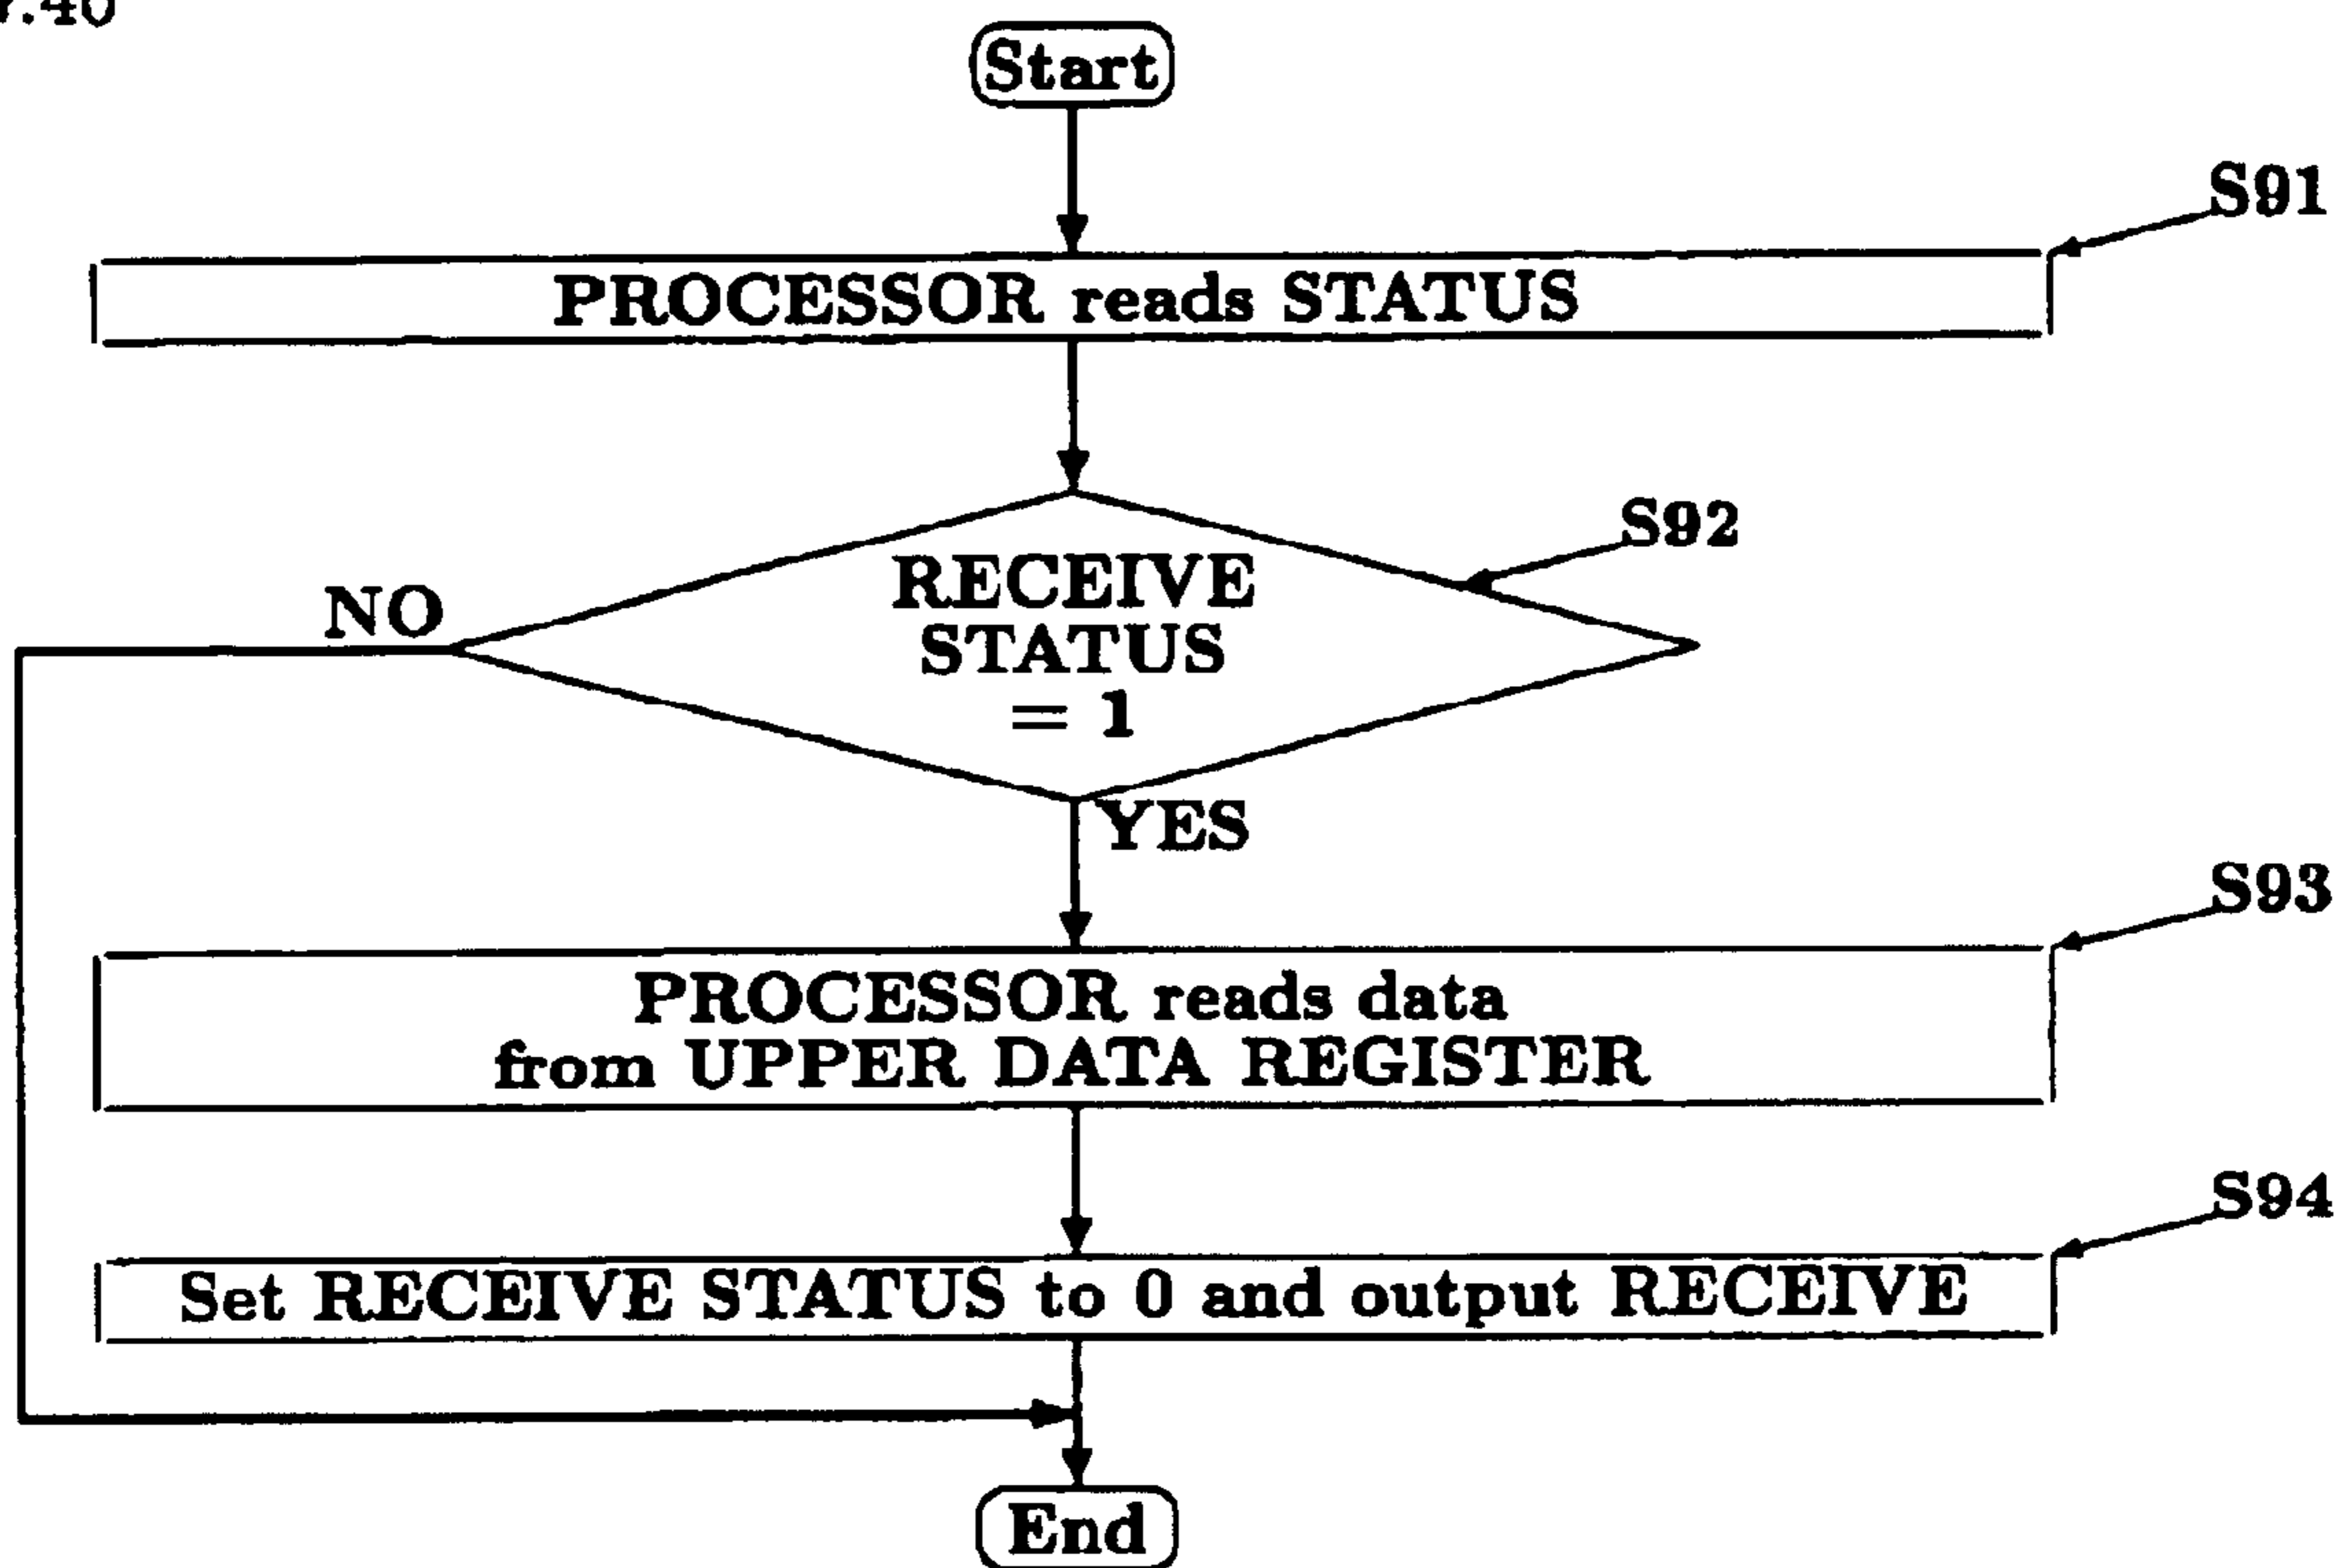 Start
S91
PROCESSOR reads STATUS
S92
RECEIVE
STATUS
= 1
NO
YES
S93
PROCESSOR reads data
from UPPER DATA REGISTER
S94
Set RECEIVE STATUS to 0 and output RECEIVE
End